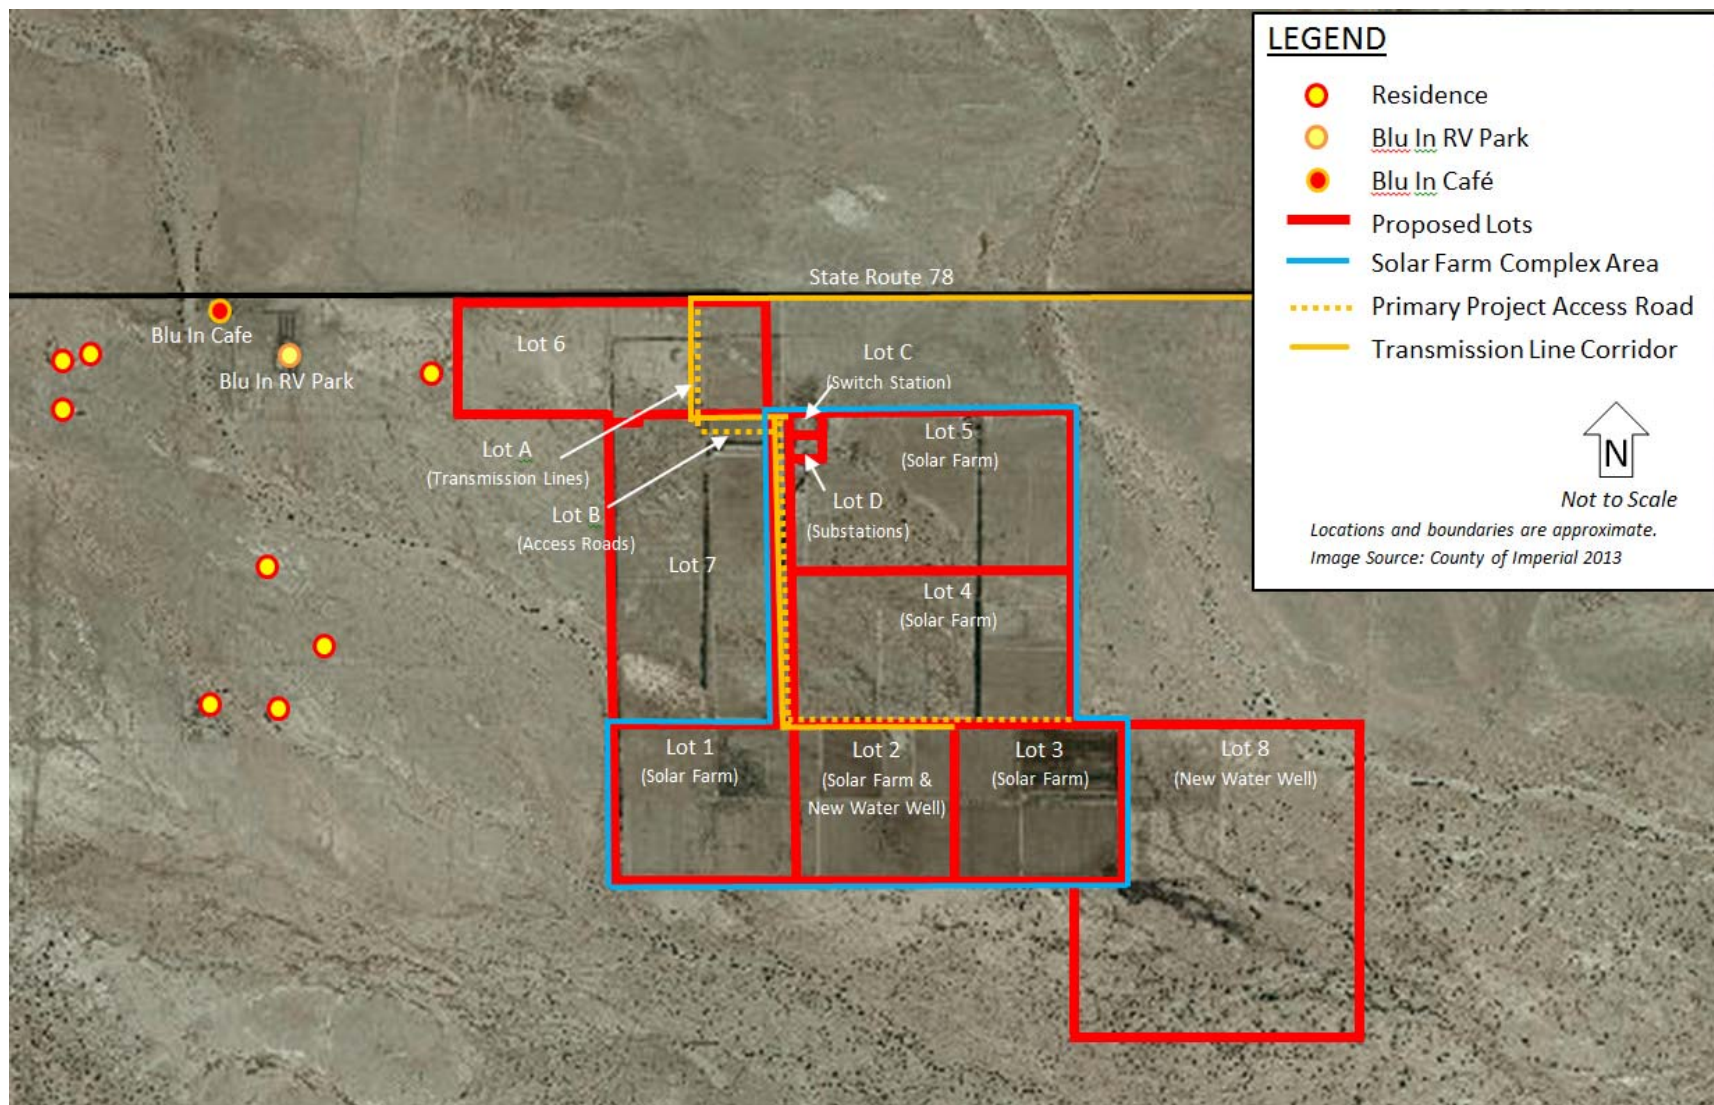 LEGEND
Residence
Blu In RV Park
Blu In Café
Proposed Lots
Solar Farm Complex Area
Primary Project Access Road
Transmission Line Corridor
N
Not to Scale
Locations and boundaries are approximate.
Image Source: County of Imperial 2013
State Route 78
Blu In Cafe
Blu In RV Park
Lot 6
Lot C
(Switch Station)
Lot A
(Transmission Lines)
Lot B
(Access Roads)
Lot 5
(Solar Farm)
Lot D
(Substations)
Lot 7
Lot 4
(Solar Farm)
Lot 1
(Solar Farm)
Lot 2
(Solar Farm &
New Water Well)
Lot 3
(Solar Farm)
Lot 8
(New Water Well)